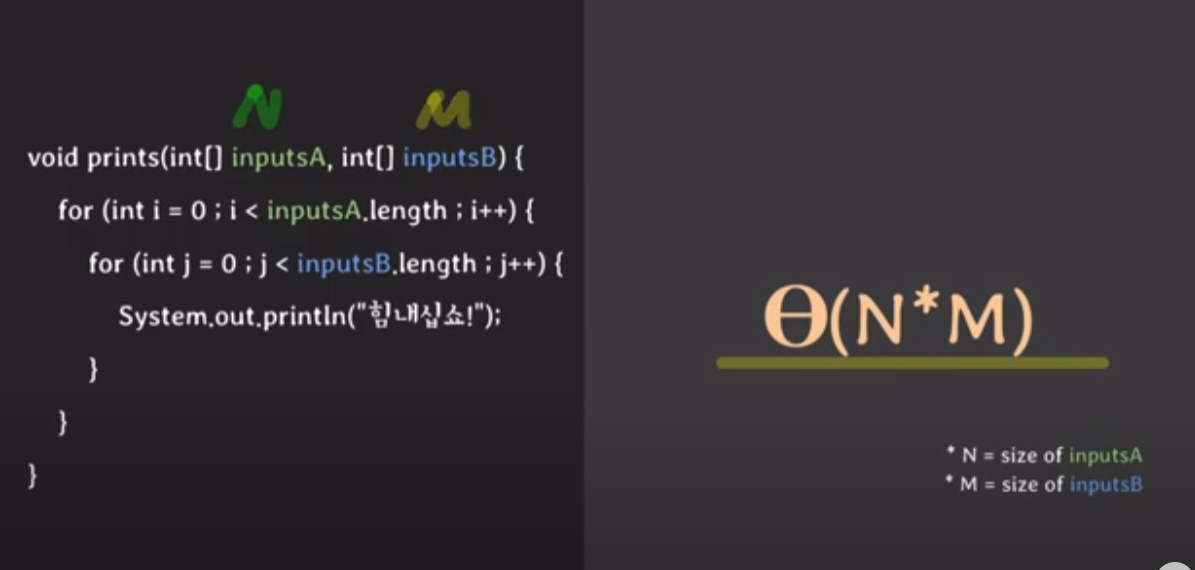 N M
void prints(int[] inputsA, int[] inputsB) {
for (int i = 0 ; i < inputsA.length ; i++) {
for (int j = 0 ; j < inputsB.length ; j++) {
System.out.println("힘내십쇼!");
}
}
}
Θ(N*M)
* N = size of inputsA
* M = size of inputsB